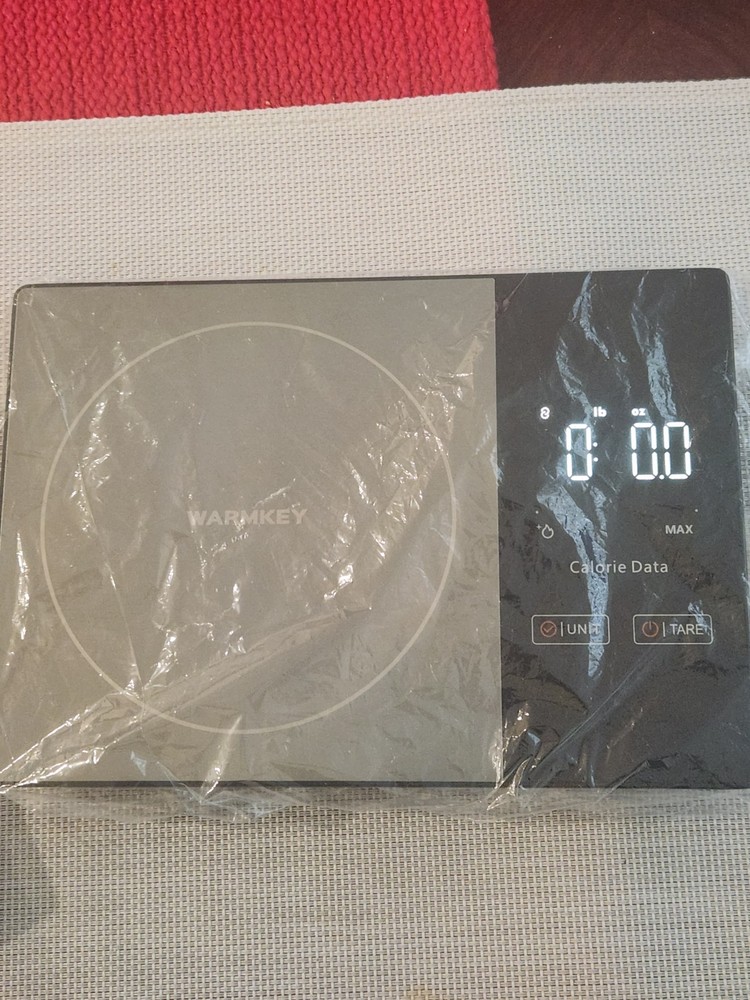 WARMKEY
lb oz
0: 0.0
MAX
Calorie Data
UNIT
TARE